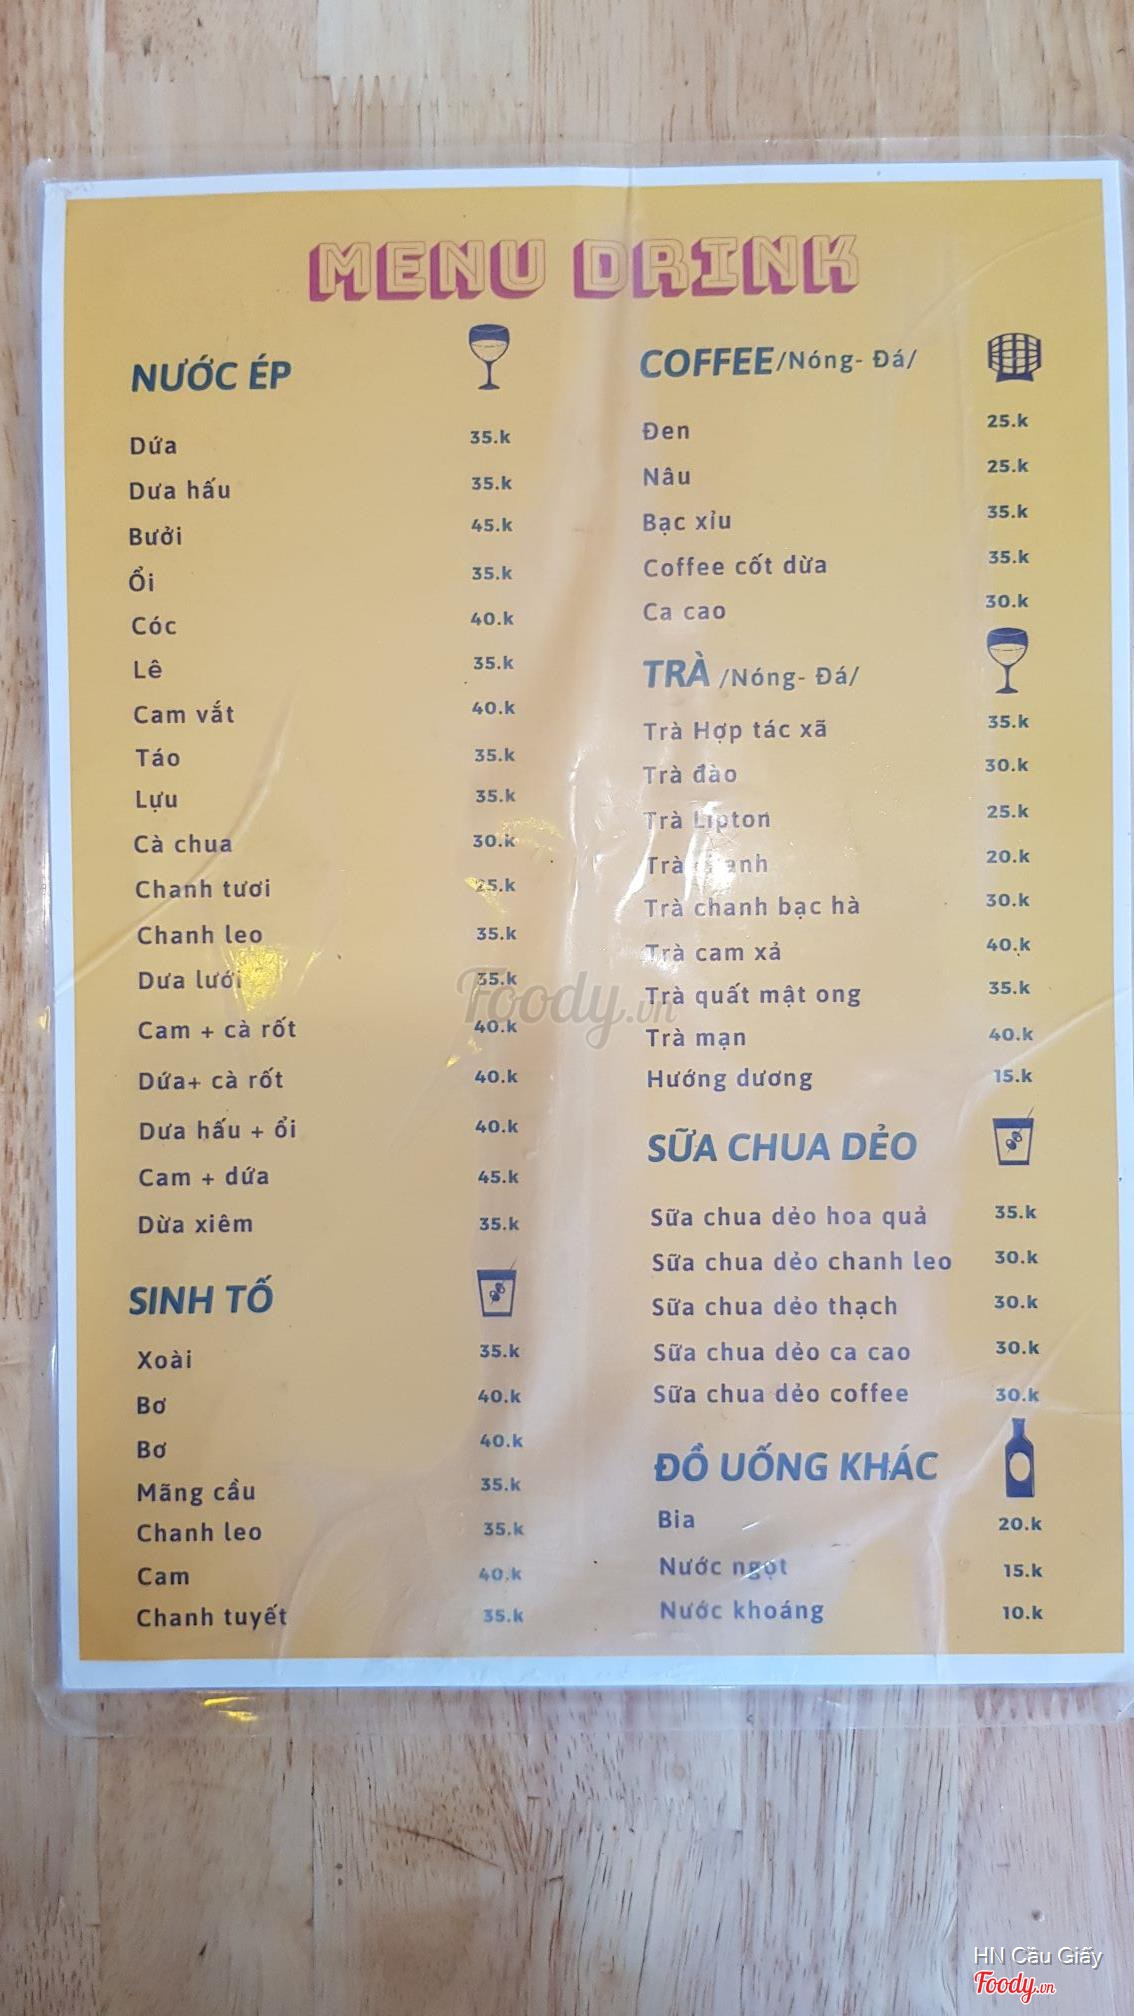 MENU DRINK
NƯỚC ÉP
Dứa 35.k
Dưa hấu 35.k
Bưởi 45.k
Ổi 35.k
Cóc 40.k
Lê 35.k
Cam vắt 40.k
Táo 35.k
Lựu 35.k
Cà chua 30.k
Chanh tươi 25.k
Chanh leo 35.k
Dưa lưới 35.k
Cam + cà rốt 40.k
Dứa+ cà rốt 40.k
Dưa hấu + ổi 40.k
Cam + dứa 45.k
Dừa xiêm 35.k
SINH TỐ
Xoài 35.k
Bơ 40.k
Bơ 40.k
Mãng cầu 35.k
Chanh leo 35.k
Cam 40.k
Chanh tuyết 35.k
COFFEE/Nóng- Đá/
Đen 25.k
Nâu 25.k
Bạc xỉu 35.k
Coffee cốt dừa 35.k
Ca cao 30.k
TRÀ /Nóng- Đá/
Trà Hợp tác xã 35.k
Trà đào 30.k
Trà Lipton 25.k
Trà 20.k
Trà chanh bạc hà 30.k
Trà cam xả 40.k
Trà quất mật ong 35.k
Trà mạn 40.k
Hướng dương 15.k
SỮA CHUA DẺO
Sữa chua dẻo hoa quả 35.k
Sữa chua dẻo chanh leo 30.k
Sữa chua dẻo thạch 30.k
Sữa chua dẻo ca cao 30.k
Sữa chua dẻo coffee 30.k
ĐỒ UỐNG KHÁC
Bia 20.k
Nước ngọt 15.k
Nước khoáng 10.k
Foody.vn
HN Cầu Giấy
Foody.vn